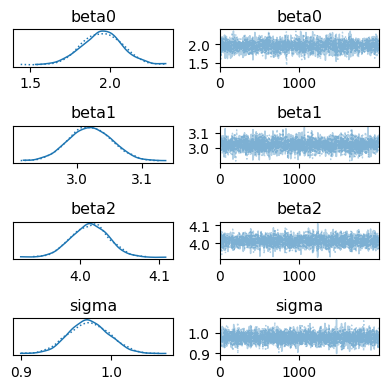 beta0 beta0
2.0
1.5
1.5 2.0 0 1000
beta1 beta1
3.1
3.0
3.0 3.1 0 1000
beta2 beta2
4.1
4.0
4.0 4.1 0 1000
sigma sigma
1.0
0.9
0.9 1.0 0 1000